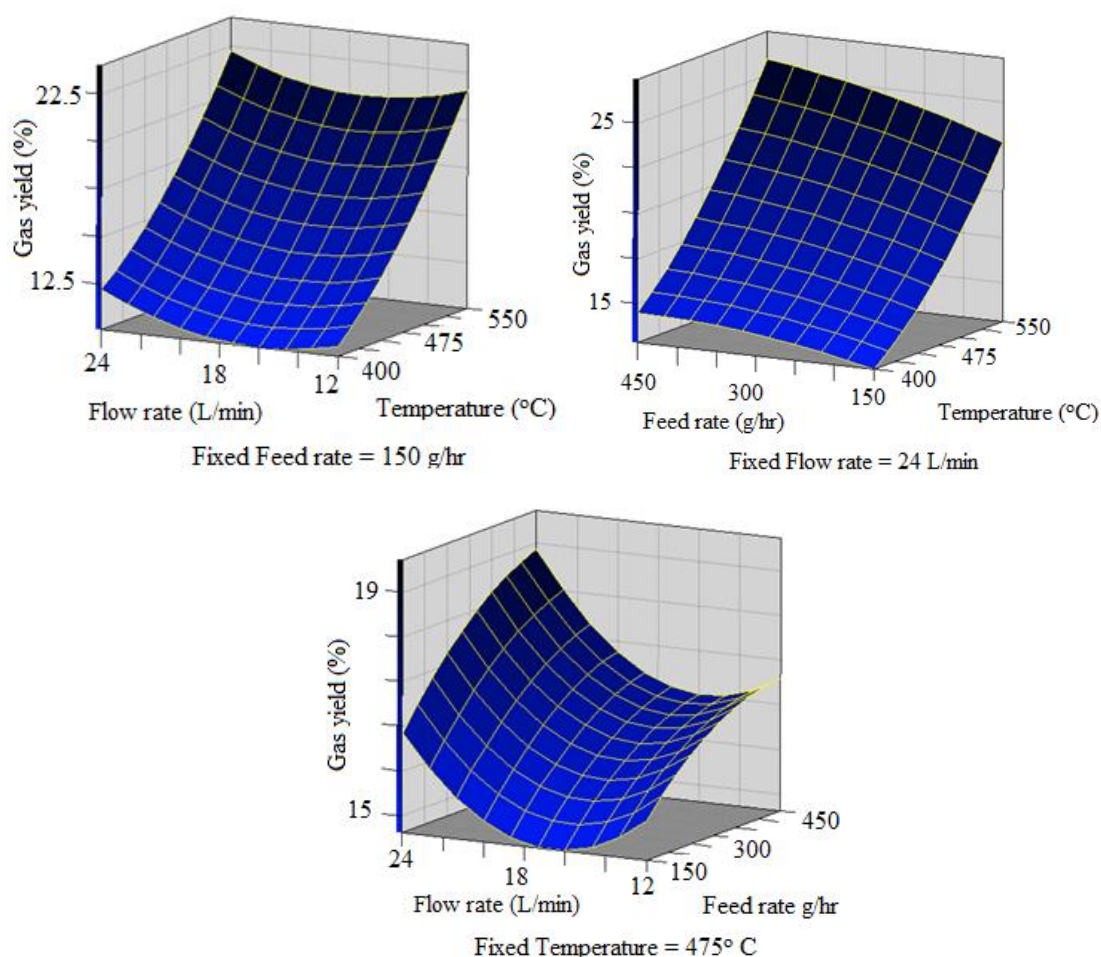 22.5
Gas yield (%)
12.5
24
18
12
400
475
550
Flow rate (L/min)
Temperature (°C)
Fixed Feed rate = 150 g/hr
25
Gas yield (%)
15
450
300
150
400
475
550
Feed rate (g/hr)
Temperature (°C)
Fixed Flow rate = 24 L/min
19
Gas yield (%)
15
24
18
12
150
300
450
Flow rate (L/min)
Feed rate g/hr
Fixed Temperature = 475° C